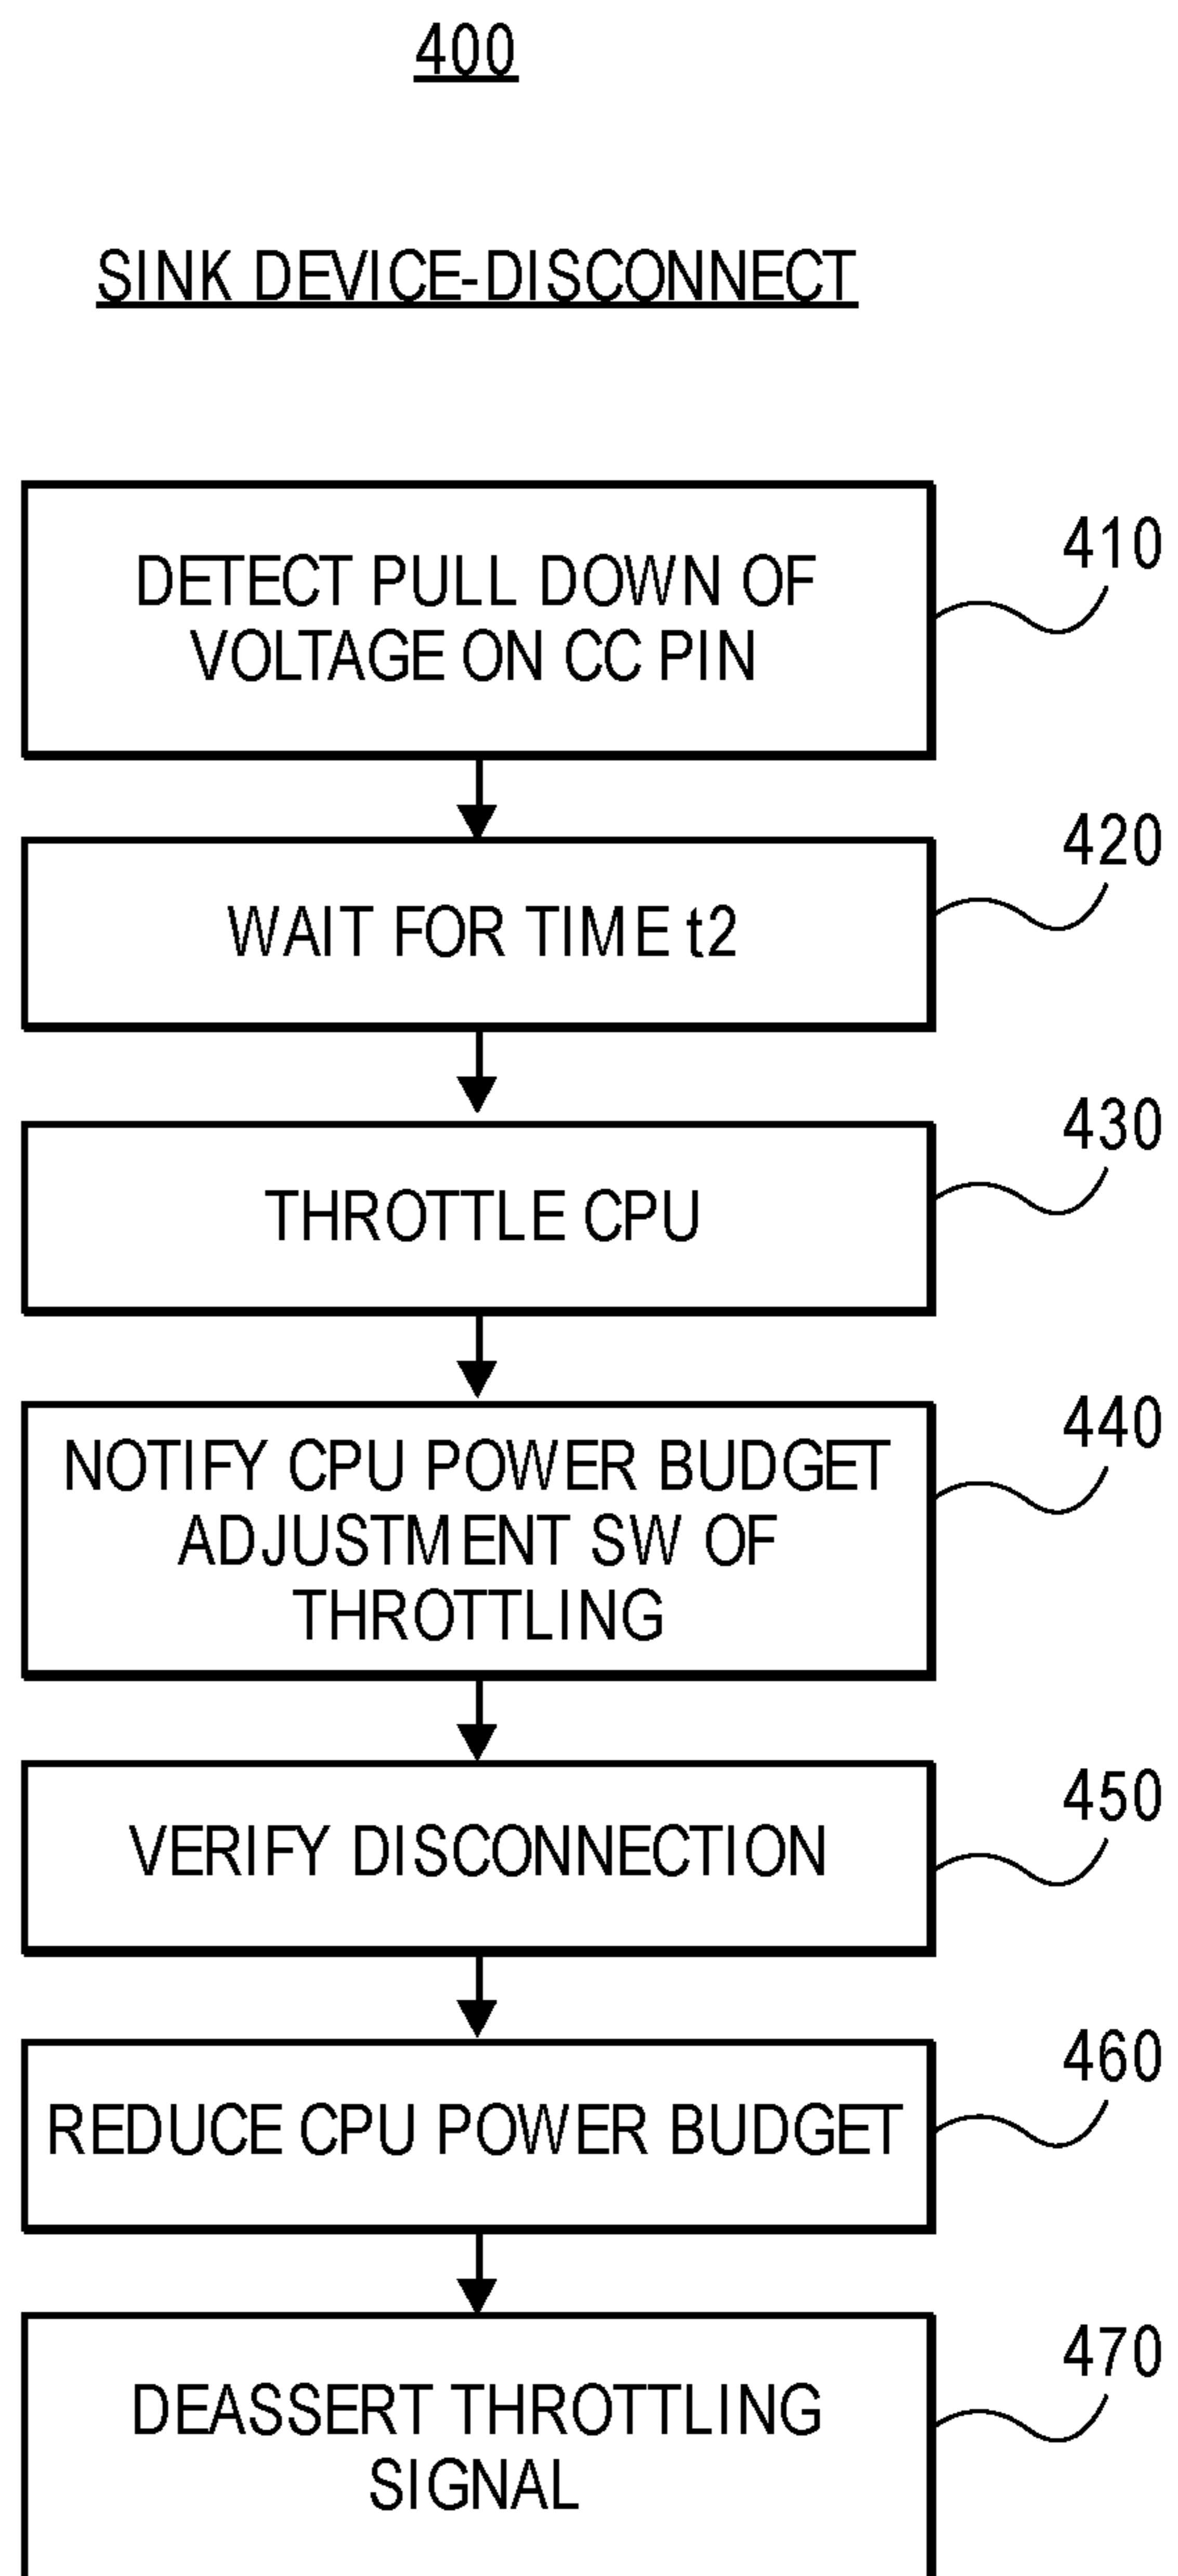 400
SINK DEVICE-DISCONNECT
DETECT PULL DOWN OF
VOLTAGE ON CC PIN
410
WAIT FOR TIME t2
420
THROTTLE CPU
430
NOTIFY CPU POWER BUDGET
ADJUSTMENT SW OF
THROTTLING
440
VERIFY DISCONNECTION
450
REDUCE CPU POWER BUDGET
460
DEASSERT THROTTLING
SIGNAL
470